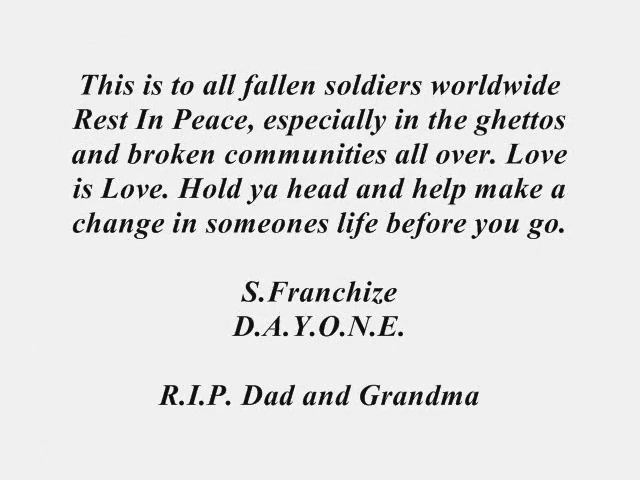 This is to all fallen soldiers worldwide
Rest In Peace, especially in the ghettos
and broken communities all over. Love
is Love. Hold ya head and help make a
change in someones life before you go.
S.Franchize
D.A.Y.O.N.E.
R.I.P. Dad and Grandma